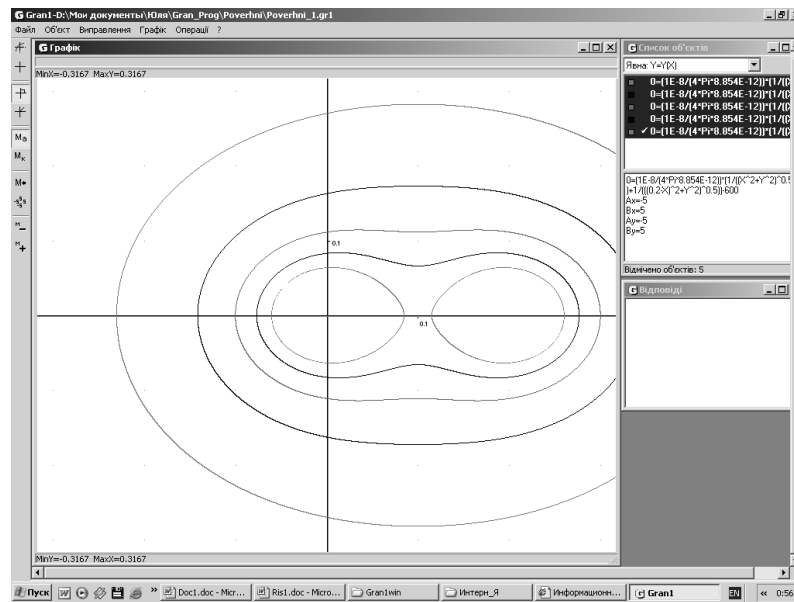 Gran1-D:\Мои документы\Юля\Gran_Prog\Poverhni\Poverhni_1.gr1
Файл Об'єкт Виправлення Графік Операції ?
Графік
MinX=-0.3167 MaxY=0.3167
0.1
0.1
MinY=-0.3167 MaxX=0.3167
Список об'єктів
Явна: Y=Y(X)
0=(1E-8/(4*Pi*8.854E-12))*(1/((X
0=(1E-8/(4*Pi*8.854E-12))*(1/((X
0=(1E-8/(4*Pi*8.854E-12))*(1/((X
0=(1E-8/(4*Pi*8.854E-12))*(1/((X
0=(1E-8/(4*Pi*8.854E-12))*(1/((X
0=(1E-8/(4*Pi*8.854E-12))*(1/((X^2+Y^2)^0.5
)+1/(((0.2-X)^2+Y^2)^0.5))-600
Ax=-5
Bx=5
Ay=-5
By=5
Відмічено об'єктів: 5
Відповіді
Пуск
Doc1.doc - Micr...
Ris1.doc - Micro...
Gran1win
Интерн_Я
Информационн...
Gran1
EN
0:56